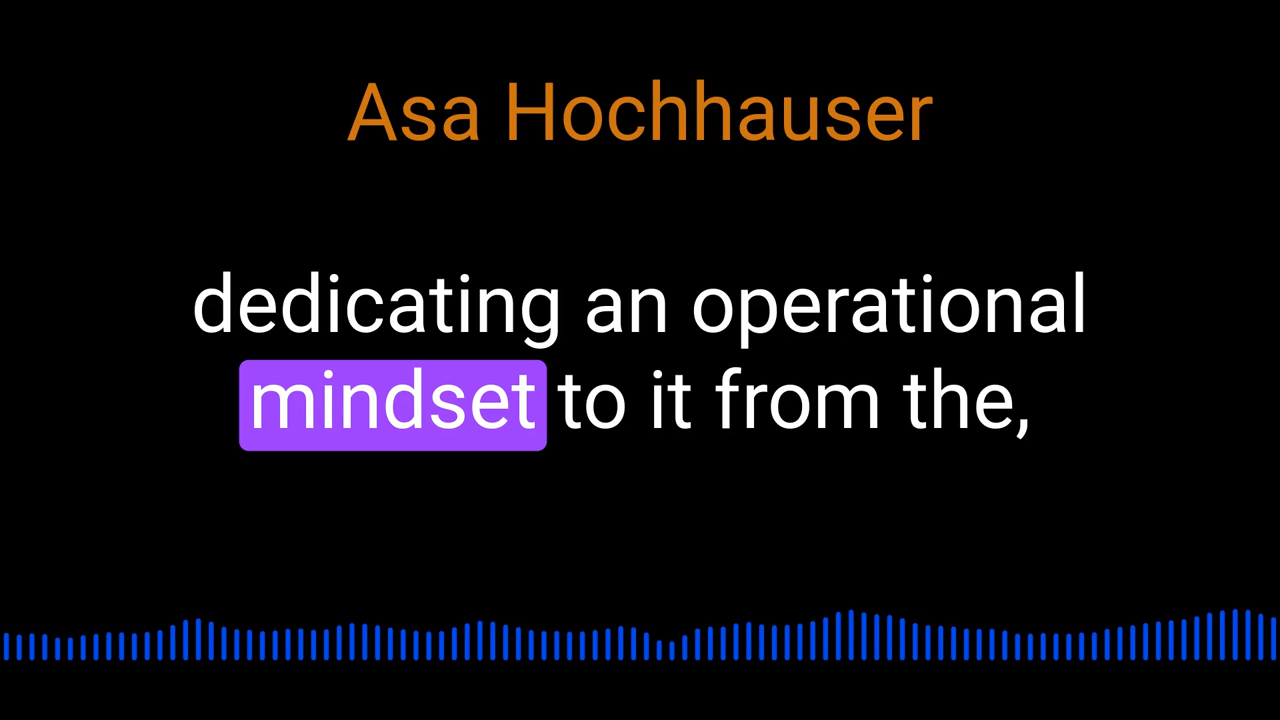 Asa Hochhauser
dedicating an operational
mindset to it from the,